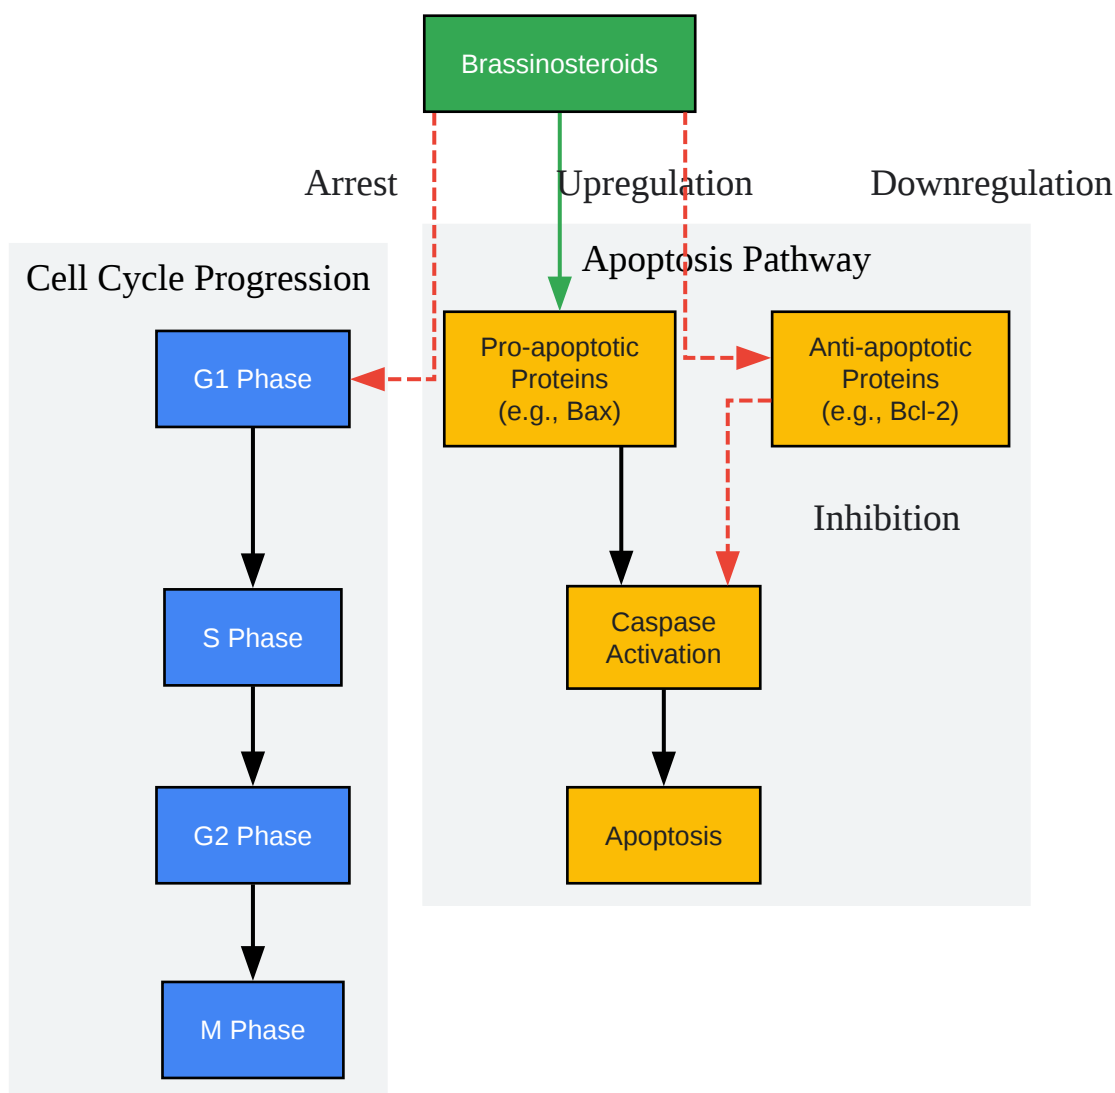 Brassinosteroids
Arrest
Upregulation
Downregulation
Cell Cycle Progression
Apoptosis Pathway
G1 Phase
Pro-apoptotic
Proteins
(e.g., Bax)
Anti-apoptotic
Proteins
(e.g., Bcl-2)
Inhibition
S Phase
Caspase
Activation
G2 Phase
Apoptosis
M Phase